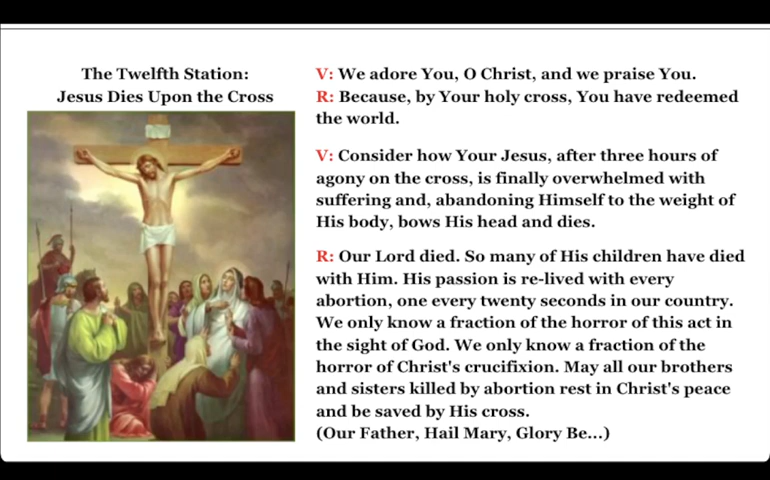 The Twelfth Station:
Jesus Dies Upon the Cross
V: We adore You, O Christ, and we praise You.
R: Because, by Your holy cross, You have redeemed
the world.
V: Consider how Your Jesus, after three hours of
agony on the cross, is finally overwhelmed with
suffering and, abandoning Himself to the weight of
His body, bows His head and dies.
R: Our Lord died. So many of His children have died
with Him. His passion is re-lived with every
abortion, one every twenty seconds in our country.
We only know a fraction of the horror of this act in
the sight of God. We only know a fraction of the
horror of Christ's crucifixion. May all our brothers
and sisters killed by abortion rest in Christ's peace
and be saved by His cross.
(Our Father, Hail Mary, Glory Be...)